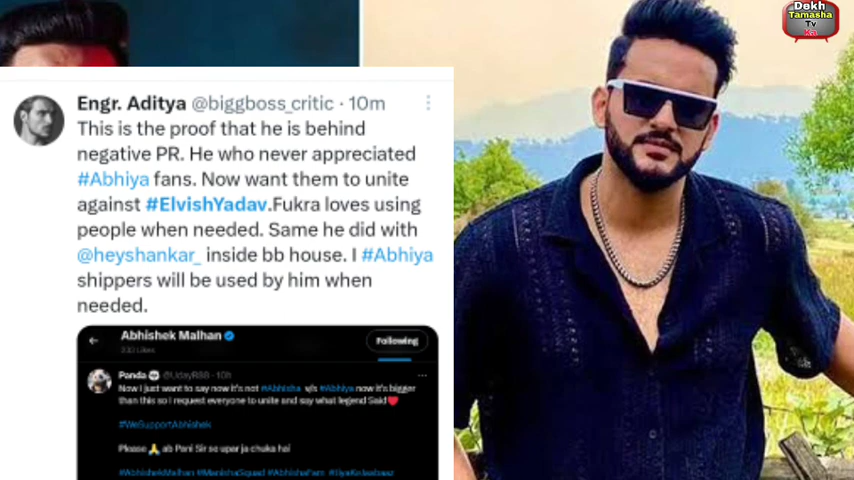 Dekh
Tamasha
Tv
Ka
Engr. Aditya @biggboss_critic · 10m
This is the proof that he is behind
negative PR. He who never appreciated
#Abhiya fans. Now want them to unite
against #ElvishYadav.Fukra loves using
people when needed. Same he did with
@heyshankar_ inside bb house. I #Abhiya
shippers will be used by him when
needed.
Abhishek Malhan
Following
Likes
Panda @UdayR88 · 10h
Now I just want to say now it's not #Abhisha v/s #Abhiya now it's bigger
than this so I request everyone to unite and say what legend Said
#WeSupportAbhishek
Please 🙏 ab Pani Sir se upar ja chuka hai
#AbhishekMalhan #ManishaSquad #AbhishaFam